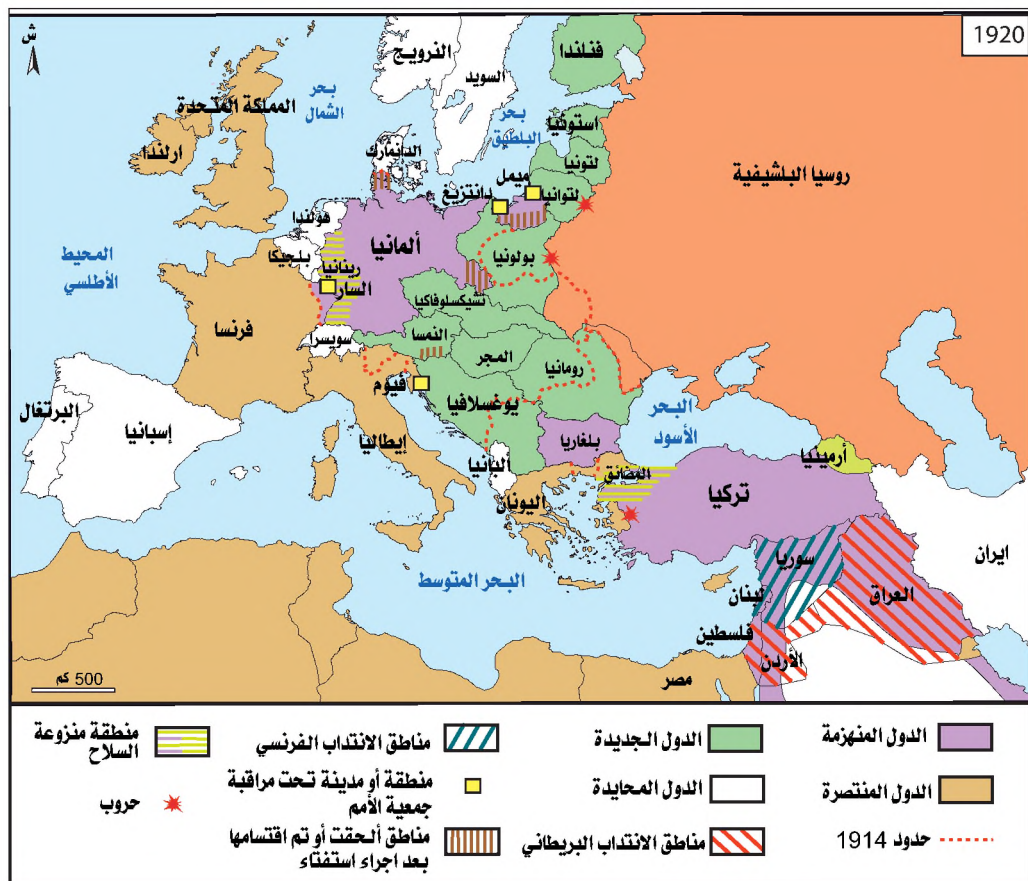 1920
ش
النرويج
السويد
فنلندا
بحر
الشمال
المملكة المتحدة
ارلندا
الدانمارك
بحر
البلطيق
استونيا
لتونيا
ميمل
لتوانيا
دانتزيغ
روسيا البلشيفية
هولندا
بلجيكا
ألمانيا
رينانيا
السار
بولونيا
المحيط
الأطلسي
فرنسا
تشيكسلوفاكيا
سويسرا
النمسا
المجر
رومانيا
فيوم
يوغسلافيا
البحر
الأسود
البرتغال
إسبانيا
إيطاليا
بلغاريا
ألبانيا
المضائق
أرمينيا
اليونان
تركيا
ايران
البحر المتوسط
سوريا
لبنان
العراق
فلسطين
الأردن
مصر
500 كم
الدول المنهزمة
الدول الجديدة
مناطق الانتداب الفرنسي
منطقة منزوعة
السلاح
الدول المنتصرة
الدول المحايدة
منطقة أو مدينة تحت مراقبة
جمعية الأمم
حروب
حدود 1914
مناطق الانتداب البريطاني
مناطق ألحقت أو تم اقتسامها
بعد اجراء استفتاء